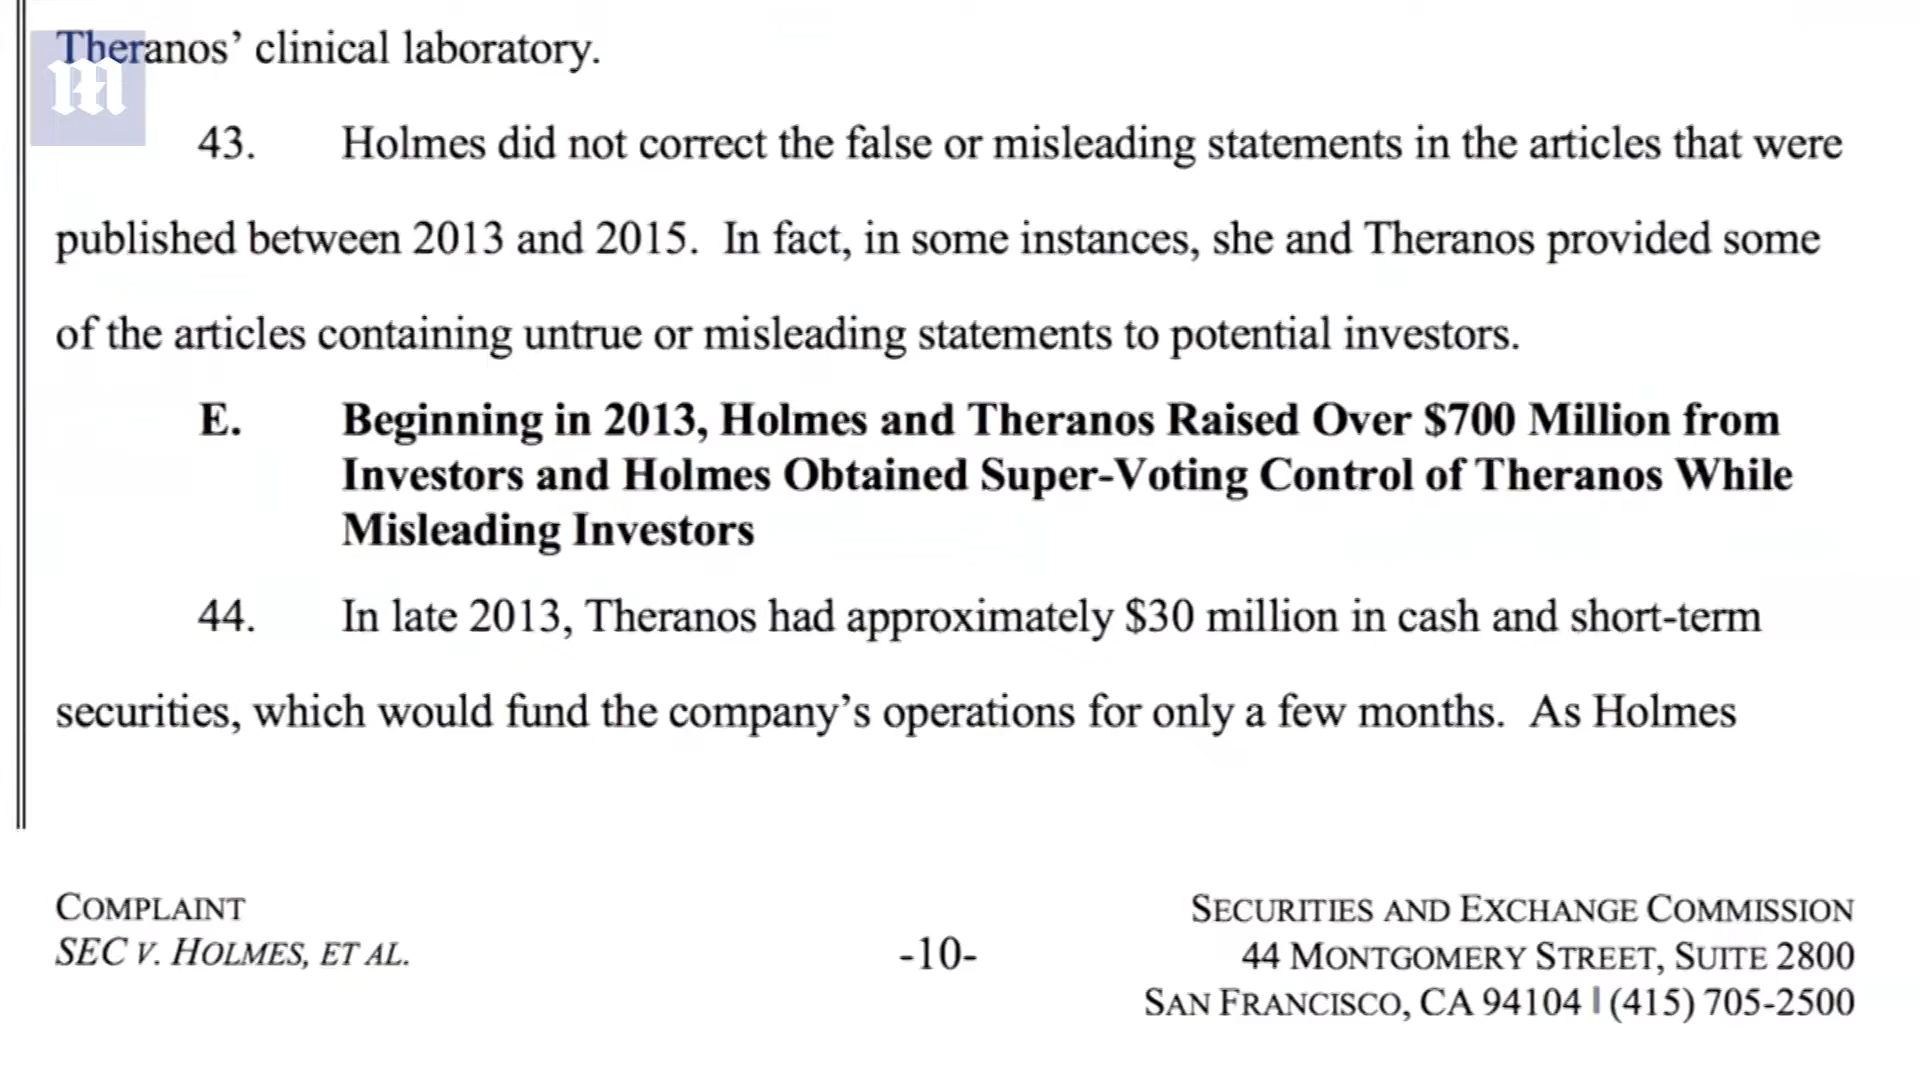 Theranos’ clinical laboratory.
M
43. Holmes did not correct the false or misleading statements in the articles that were
published between 2013 and 2015. In fact, in some instances, she and Theranos provided some
of the articles containing untrue or misleading statements to potential investors.
E. Beginning in 2013, Holmes and Theranos Raised Over $700 Million from
Investors and Holmes Obtained Super-Voting Control of Theranos While
Misleading Investors
44. In late 2013, Theranos had approximately $30 million in cash and short-term
securities, which would fund the company’s operations for only a few months. As Holmes
COMPLAINT
SEC V. HOLMES, ET AL.
-10-
SECURITIES AND EXCHANGE COMMISSION
44 MONTGOMERY STREET, SUITE 2800
SAN FRANCISCO, CA 94104 | (415) 705-2500